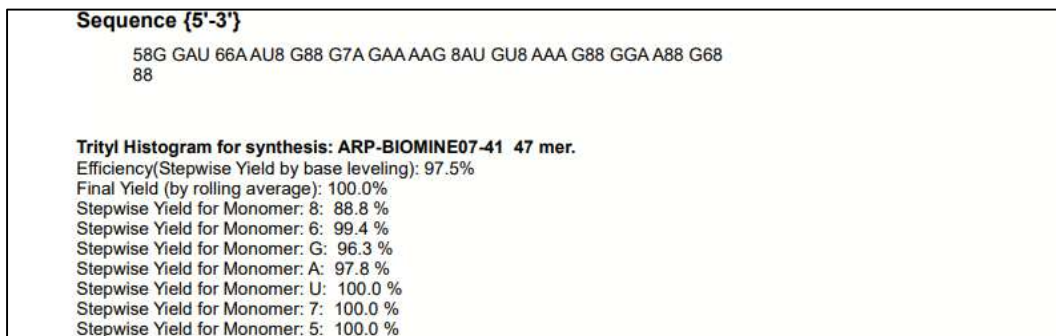 Sequence {5'-3'}
58G GAU 66A AU8 G88 G7A GAA AAG 8AU GU8 AAA G88 GGA A88 G68
88
Trityl Histogram for synthesis: ARP-BIOMINE07-41 47 mer.
Efficiency(Stepwise Yield by base leveling): 97.5%
Final Yield (by rolling average): 100.0%
Stepwise Yield for Monomer: 8: 88.8 %
Stepwise Yield for Monomer: 6: 99.4 %
Stepwise Yield for Monomer: G: 96.3 %
Stepwise Yield for Monomer: A: 97.8 %
Stepwise Yield for Monomer: U: 100.0 %
Stepwise Yield for Monomer: 7: 100.0 %
Stepwise Yield for Monomer: 5: 100.0 %